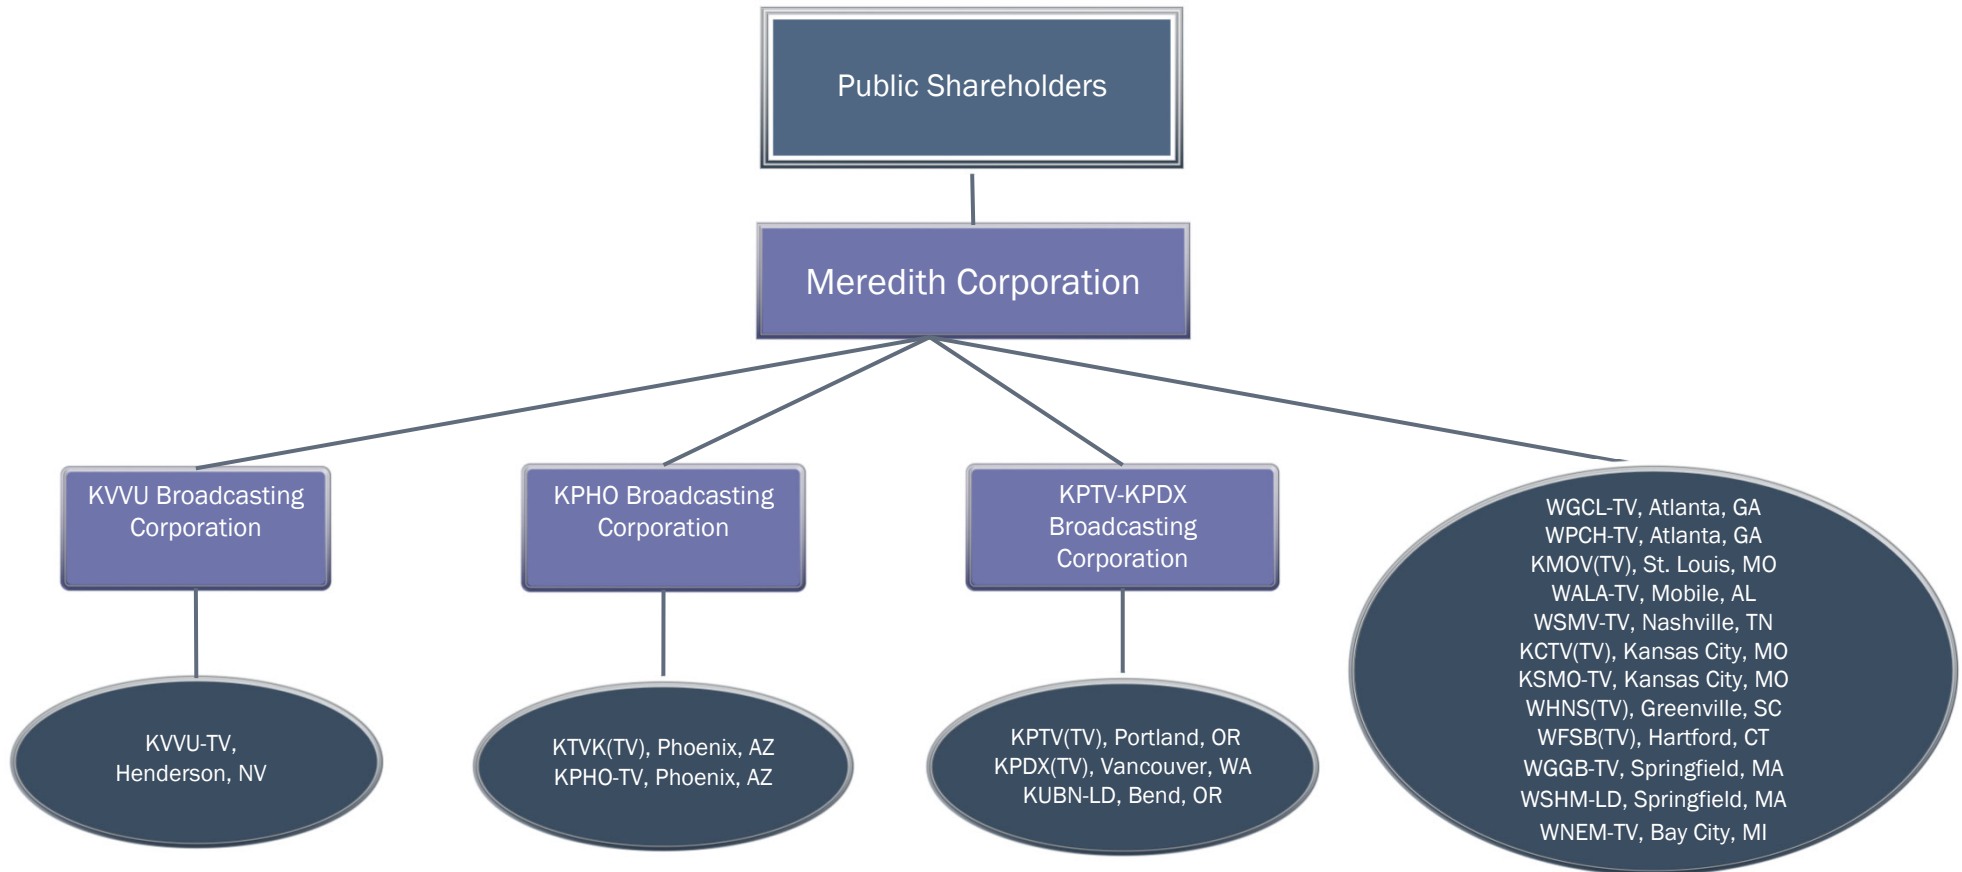 Public Shareholders
Meredith Corporation
KVVU Broadcasting
Corporation
KPHO Broadcasting
Corporation
KPTV-KPDX
Broadcasting
Corporation
KVVU-TV,
Henderson, NV
KTVK(TV), Phoenix, AZ
KPHO-TV, Phoenix, AZ
KPTV(TV), Portland, OR
KPDX(TV), Vancouver, WA
KUBN-LD, Bend, OR
WGCL-TV, Atlanta, GA
WPCH-TV, Atlanta, GA
KMOV(TV), St. Louis, MO
WALA-TV, Mobile, AL
WSMV-TV, Nashville, TN
KCTV(TV), Kansas City, MO
KSMO-TV, Kansas City, MO
WHNS(TV), Greenville, SC
WFSB(TV), Hartford, CT
WGGB-TV, Springfield, MA
WSHM-LD, Springfield, MA
WNEM-TV, Bay City, MI